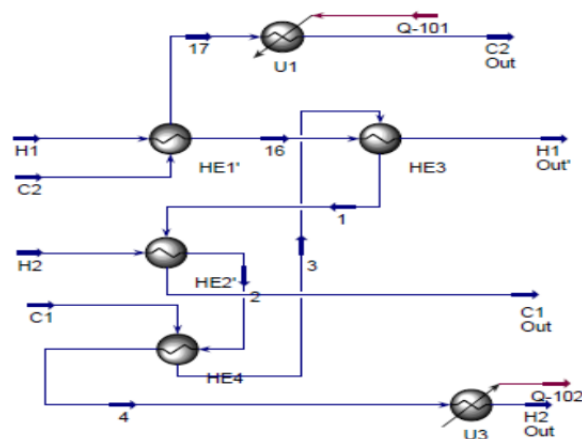 17
Q-101
C2
Out
U1
H1
16
H1
Out'
HE1'
HE3
C2
1
H2
3
HE2'
2
C1
C1
Out
HE4
Q-102
4
H2
Out
U3